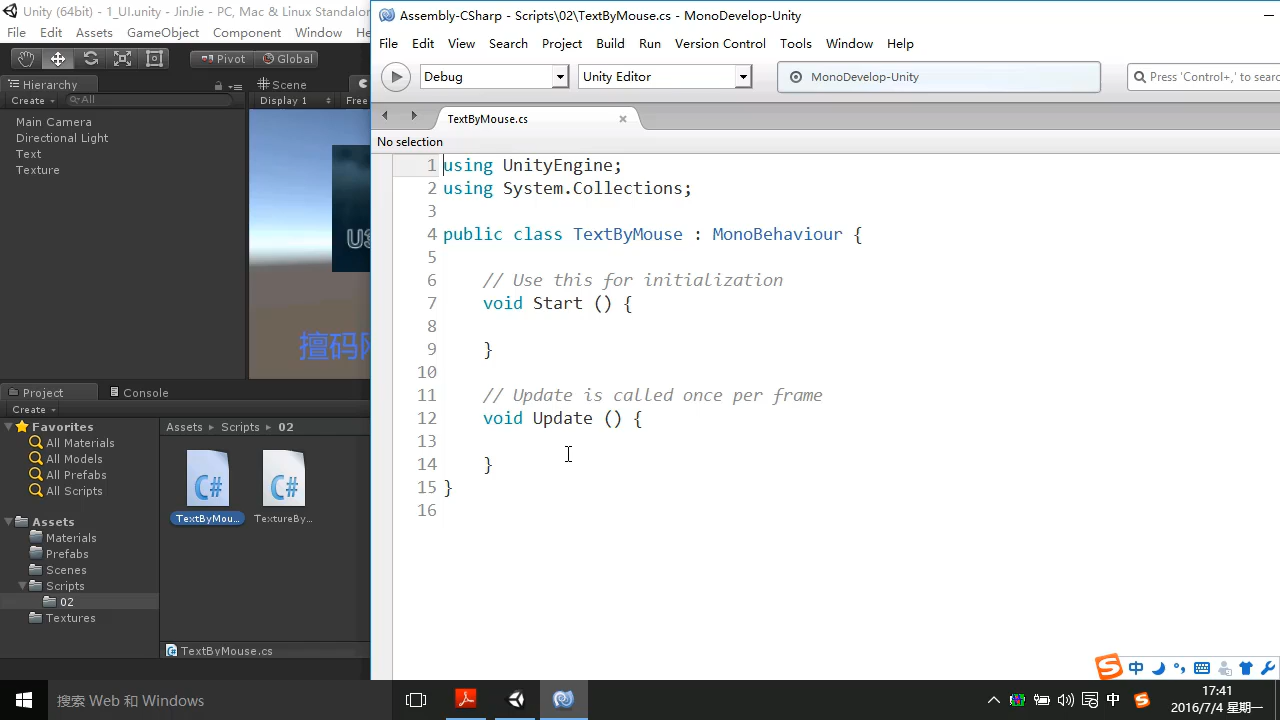 Unity (64bit) - 1_UI.unity - JinJie - PC, Mac & Linux Standalon
File Edit Assets GameObject Component Window He
Pivot Global
Hierarchy
Create All
Main Camera
Directional Light
Text
Texture
Scene
Display 1 Free
U3
擅码网
Project Console
Create
Favorites
All Materials
All Models
All Prefabs
All Scripts
Assets
Materials
Prefabs
Scenes
Scripts
02
Textures
Assets Scripts 02
C# C#
TextByMou... TextureBy...
TextByMouse.cs
Assembly-CSharp - Scripts\02\TextByMouse.cs - MonoDevelop-Unity
File Edit View Search Project Build Run Version Control Tools Window Help
Debug Unity Editor MonoDevelop-Unity Press 'Control+,' to searc
TextByMouse.cs
No selection
1 using UnityEngine;
2 using System.Collections;
3
4 public class TextByMouse : MonoBehaviour {
5
6 // Use this for initialization
7 void Start () {
8
9 }
10
11 // Update is called once per frame
12 void Update () {
13
14 }
15 }
16
中
搜索 Web 和 Windows
中
17:41
2016/7/4 星期一